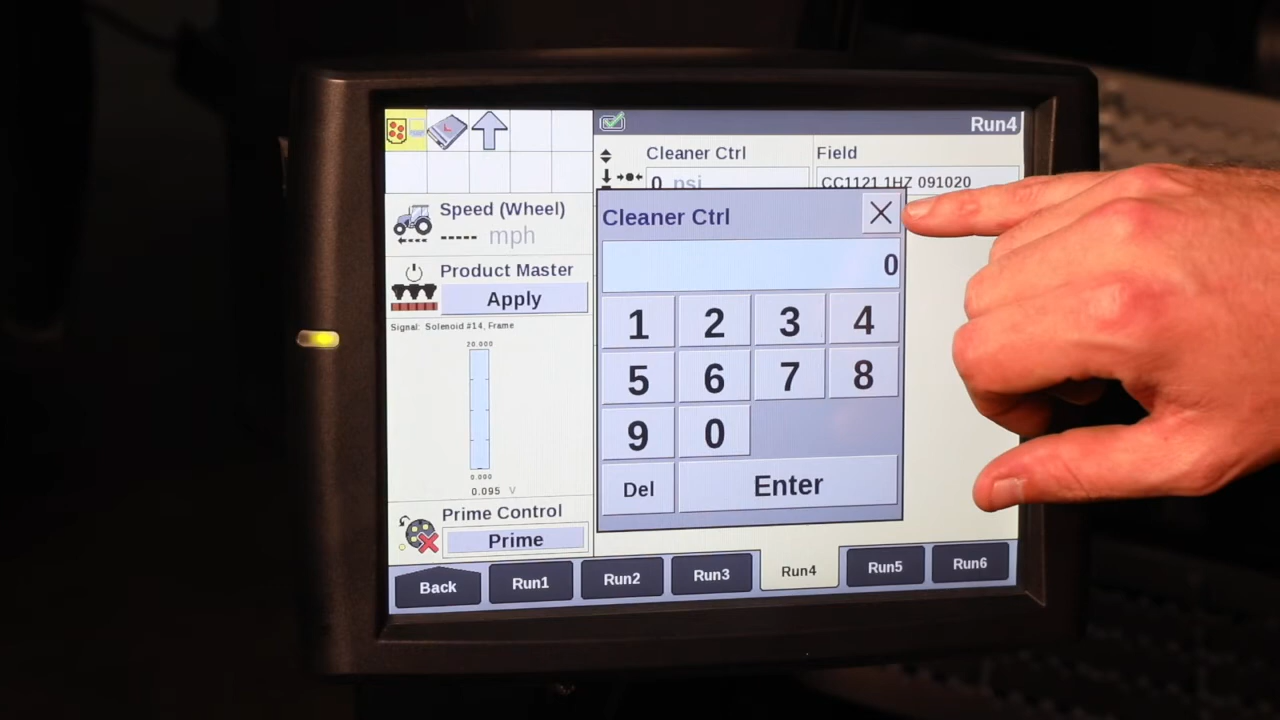 Run4
Cleaner Ctrl
Field
0 psi
CC1121 1HZ 091020
Speed (Wheel)
----- mph
Product Master
Apply
Signal: Solenoid #14, Frame
20.000
0.000
0.095 V
Prime Control
Prime
Cleaner Ctrl
X
0
1 2 3 4
5 6 7 8
9 0
Del Enter
Back Run1 Run2 Run3 Run4 Run5 Run6